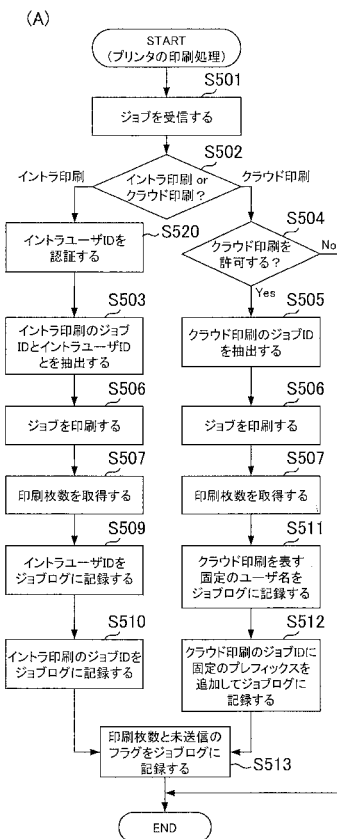 (A)
START
(プリンタの印刷処理)
S501
ジョブを受信する
S502
イントラ印刷 or
クラウド印刷？
イントラ印刷
クラウド印刷
S520
イントラユーザIDを
認証する
S504
クラウド印刷を
許可する？
No
Yes
S503
イントラ印刷のジョブ
IDとイントラユーザID
とを抽出する
S505
クラウド印刷のジョブID
を抽出する
S506
ジョブを印刷する
S506
ジョブを印刷する
S507
印刷枚数を取得する
S507
印刷枚数を取得する
S509
イントラユーザIDを
ジョブログに記録する
S511
クラウド印刷を表す
固定のユーザ名を
ジョブログに記録する
S510
イントラ印刷のジョブIDを
ジョブログに記録する
S512
クラウド印刷のジョブIDに
固定のプレフィックスを
追加してジョブログに
記録する
印刷枚数と未送信の
フラグをジョブログに
記録する
S513
END